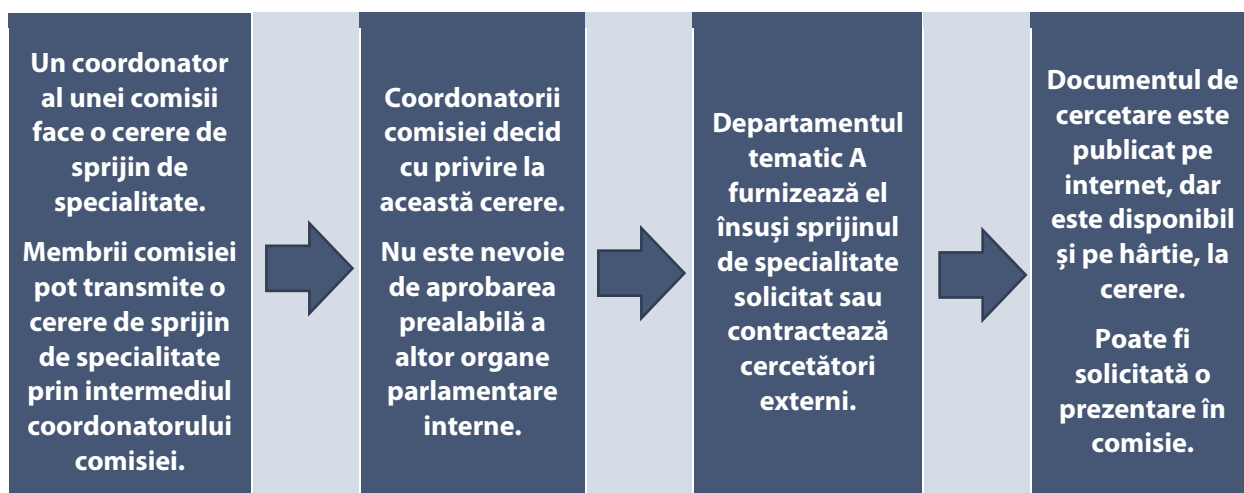 Un coordonator
al unei comisii
face o cerere de
sprijin de
specialitate.
Membrii comisiei
pot transmite o
cerere de sprijin
de specialitate
prin intermediul
coordonatorului
comisiei.
Coordonatorii
comisiei decid
cu privire la
această cerere.
Nu este nevoie
de aprobarea
prealabilă a
altor organe
parlamentare
interne.
Departamentul
tematic A
furnizează el
însuși sprijinul
de specialitate
solicitat sau
contractează
cercetători
externi.
Documentul de
cercetare este
publicat pe
internet, dar
este disponibil
și pe hârtie, la
cerere.
Poate fi
solicitată o
prezentare în
comisie.